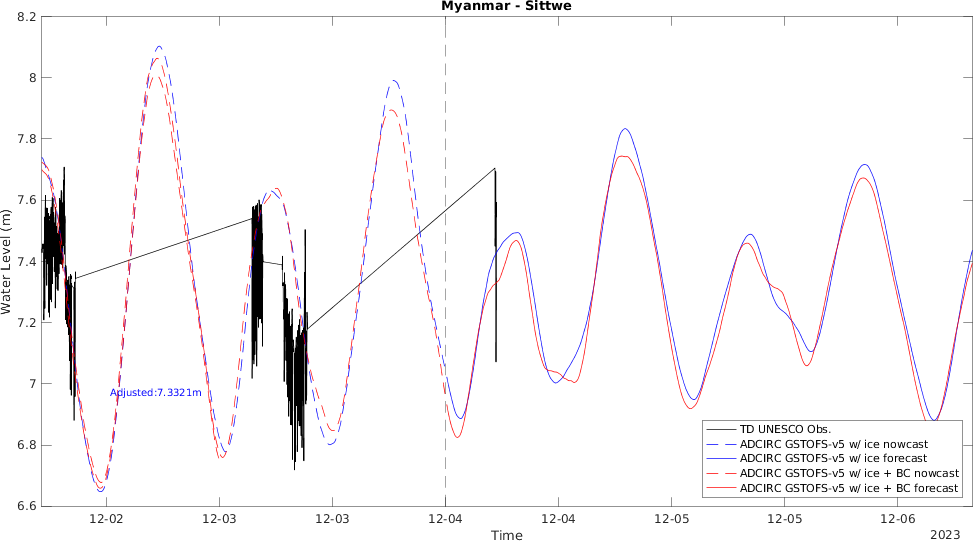 Myanmar - Sittwe
8.2
8
7.8
7.6
7.4
7.2
7
6.8
6.6
Water Level (m)
Adjusted:7.3321m
TD UNESCO Obs.
ADCIRC GSTOFS-v5 w/ ice nowcast
ADCIRC GSTOFS-v5 w/ ice forecast
ADCIRC GSTOFS-v5 w/ ice + BC nowcast
ADCIRC GSTOFS-v5 w/ ice + BC forecast
12-02 12-03 12-03 12-04 12-04 12-05 12-05 12-06
Time
2023